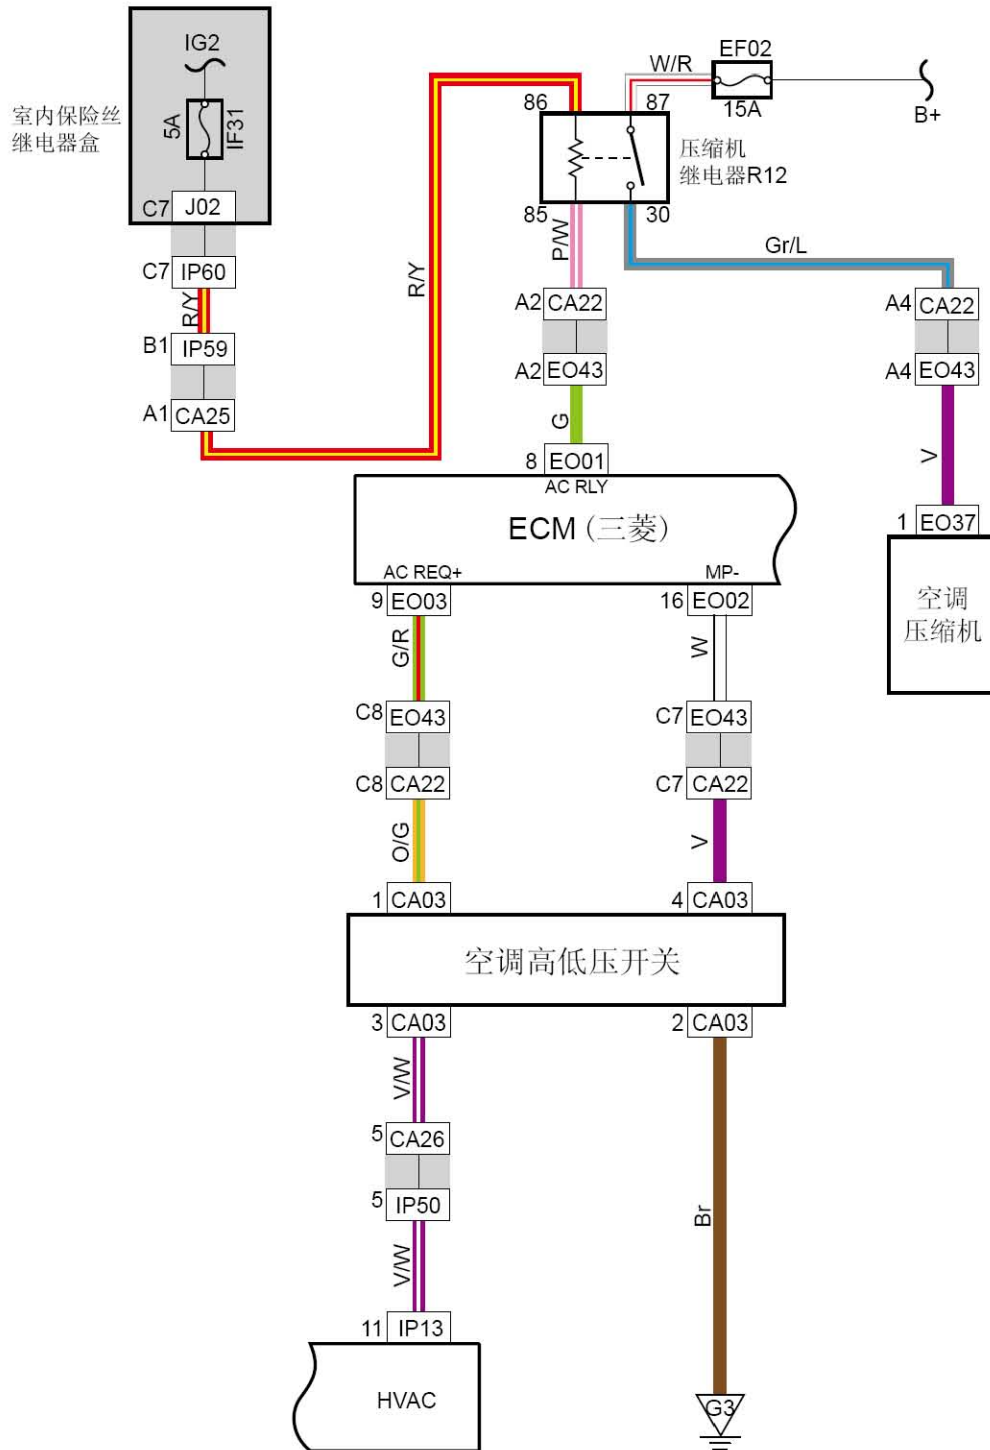 IG2
室内保险丝
继电器盒
5A
IF31
C7
J02
C7
IP60
R/Y
B1
IP59
A1
CA25
R/Y
EF02
W/R
15A
B+
86
87
压缩机
继电器R12
85
30
P/W
Gr/L
A2
CA22
A4
CA22
A2
EO43
A4
EO43
G
V
8
EO01
1
EO37
AC RLY
ECM (三菱)
AC REQ+
MP-
空调
压缩机
9
EO03
16
EO02
G/R
W
C8
EO43
C7
EO43
C8
CA22
C7
CA22
O/G
V
1
CA03
4
CA03
空调高低压开关
3
CA03
2
CA03
V/W
5
CA26
5
IP50
Br
V/W
11
IP13
HVAC
G3